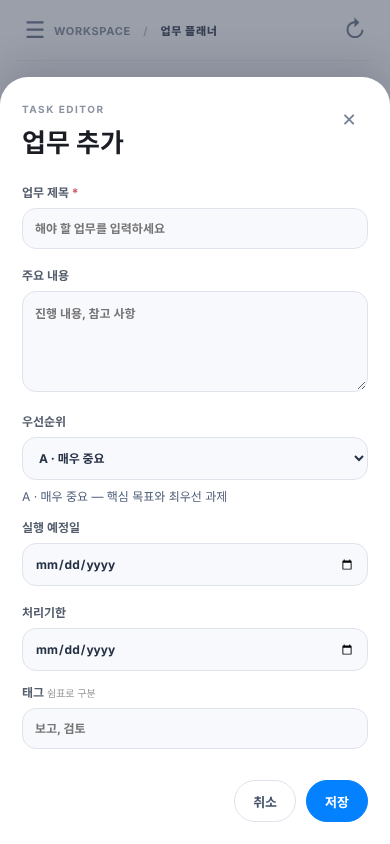 WORKSPACE / 업무 플래너
TASK EDITOR
업무 추가
업무 제목 *
해야 할 업무를 입력하세요
주요 내용
진행 내용, 참고 사항
우선순위
A · 매우 중요
A · 매우 중요 — 핵심 목표와 최우선 과제
실행 예정일
mm/dd/yyyy
처리기한
mm/dd/yyyy
태그 쉼표로 구분
보고, 검토
취소 저장